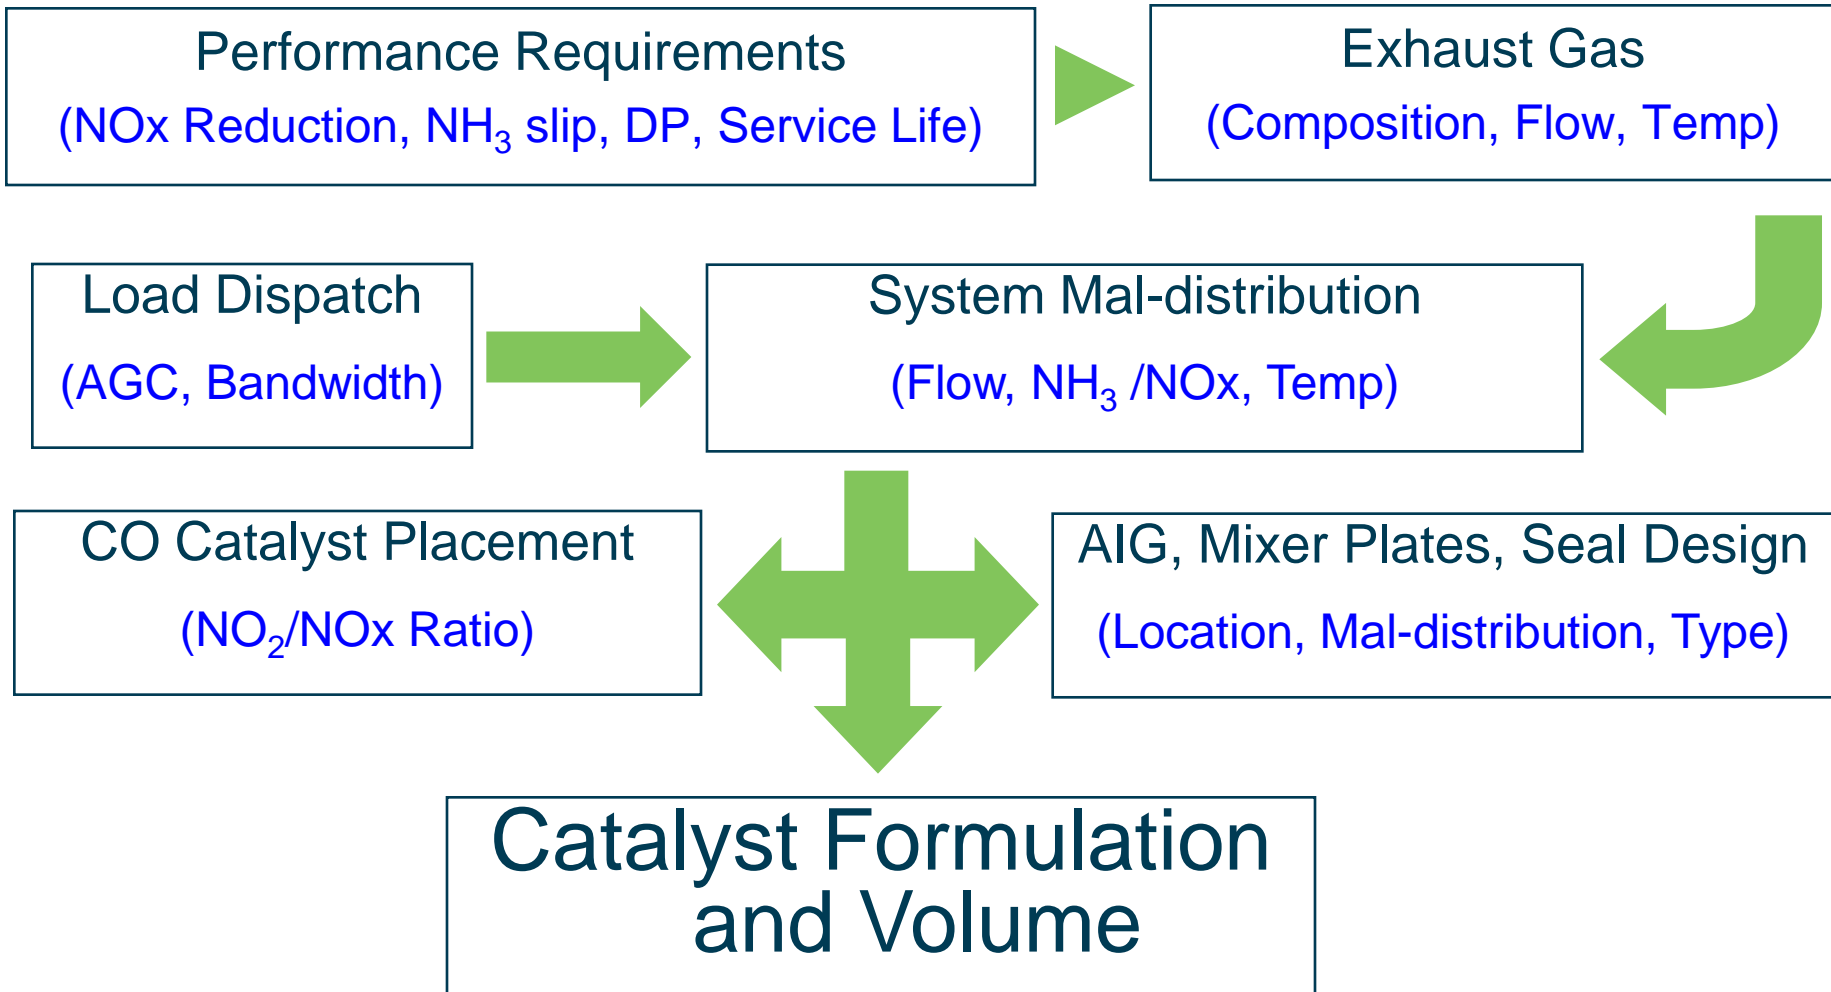 Performance Requirements
(NOx Reduction, NH₃ slip, DP, Service Life)
Exhaust Gas
(Composition, Flow, Temp)
Load Dispatch
(AGC, Bandwidth)
System Mal-distribution
(Flow, NH₃ /NOx, Temp)
CO Catalyst Placement
(NO₂/NOx Ratio)
AIG, Mixer Plates, Seal Design
(Location, Mal-distribution, Type)
Catalyst Formulation
and Volume